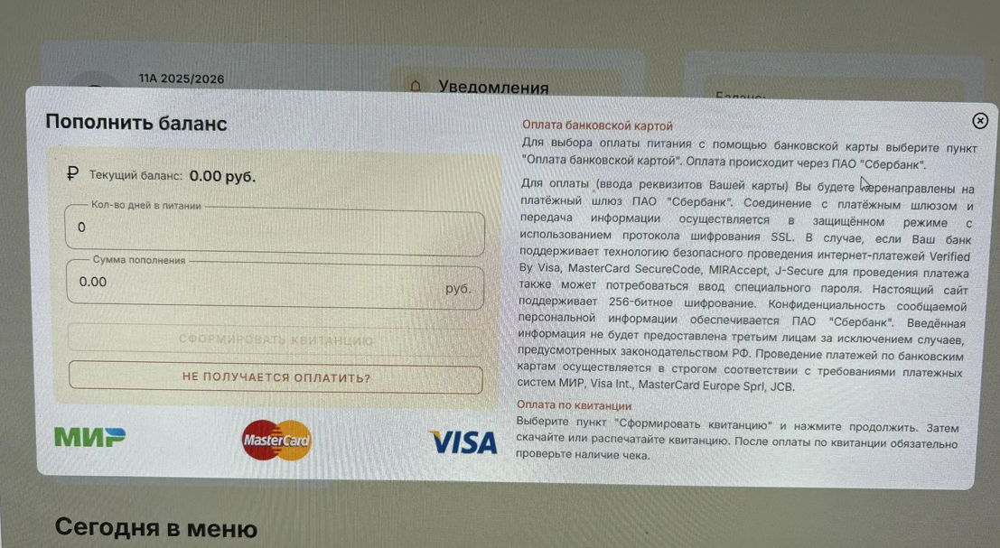 11А 2025/2026
Уведомления
Баланс:
Пополнить баланс
₽ Текущий баланс: 0.00 руб.
Кол-во дней в питании
0
Сумма пополнения
0.00 руб.
СФОРМИРОВАТЬ КВИТАНЦИЮ
НЕ ПОЛУЧАЕТСЯ ОПЛАТИТЬ?
МИР
MasterCard
VISA
Оплата банковской картой
Для выбора оплаты питания с помощью банковской карты выберите пункт
"Оплата банковской картой". Оплата происходит через ПАО "Сбербанк".
Для оплаты (ввода реквизитов Вашей карты) Вы будете перенаправлены на
платёжный шлюз ПАО "Сбербанк". Соединение с платёжным шлюзом и
передача информации осуществляется в защищённом режиме с
использованием протокола шифрования SSL. В случае, если Ваш банк
поддерживает технологию безопасного проведения интернет-платежей Verified
By Visa, MasterCard SecureCode, MIRAccept, J-Secure для проведения платежа
также может потребоваться ввод специального пароля. Настоящий сайт
поддерживает 256-битное шифрование. Конфиденциальность сообщаемой
персональной информации обеспечивается ПАО "Сбербанк". Введённая
информация не будет предоставлена третьим лицам за исключением случаев,
предусмотренных законодательством РФ. Проведение платежей по банковским
картам осуществляется в строгом соответствии с требованиями платежных
систем МИР, Visa Int., MasterCard Europe Sprl, JCB.
Оплата по квитанции
Выберите пункт "Сформировать квитанцию" и нажмите продолжить. Затем
скачайте или распечатайте квитанцию. После оплаты по квитанции обязательно
проверьте наличие чека.
Сегодня в меню